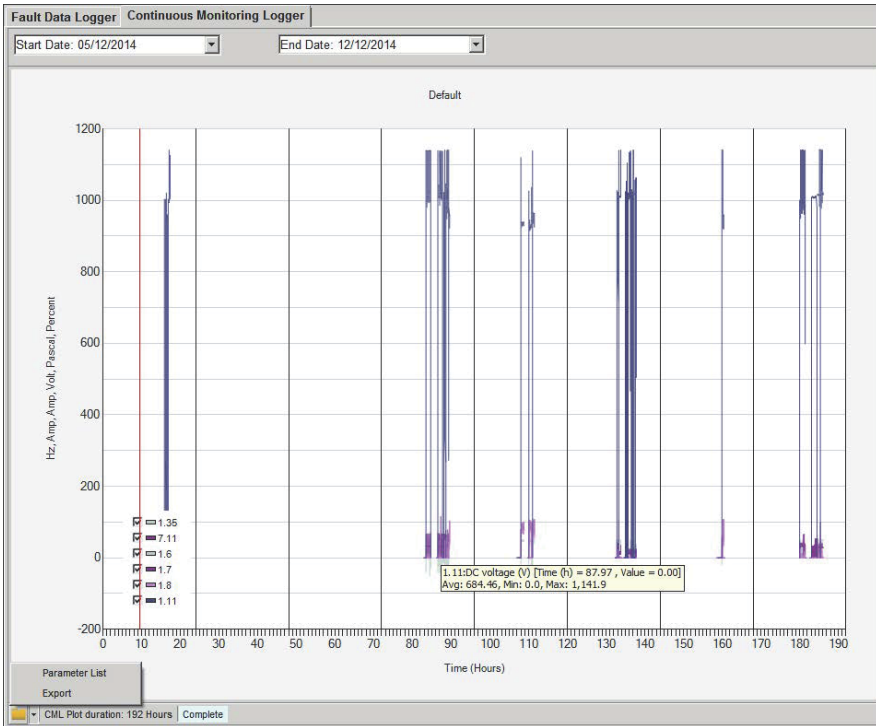 Fault Data Logger Continuous Monitoring Logger
Start Date: 05/12/2014 End Date: 12/12/2014
Default
1200
1000
800
600
400
200
0
-200
Hz, Amp, Amp, Volt, Pascal, Percent
1.35
7.11
1.6
1.7
1.8
1.11
1.11:DC voltage (V) [Time (h) = 87.97 , Value = 0.00]
Avg: 684.46, Min: 0.0, Max: 1,141.9
0 10 20 30 40 50 60 70 80 90 100 110 120 130 140 150 160 170 180 190
Time (Hours)
Parameter List
Export
CML Plot duration: 192 Hours Complete